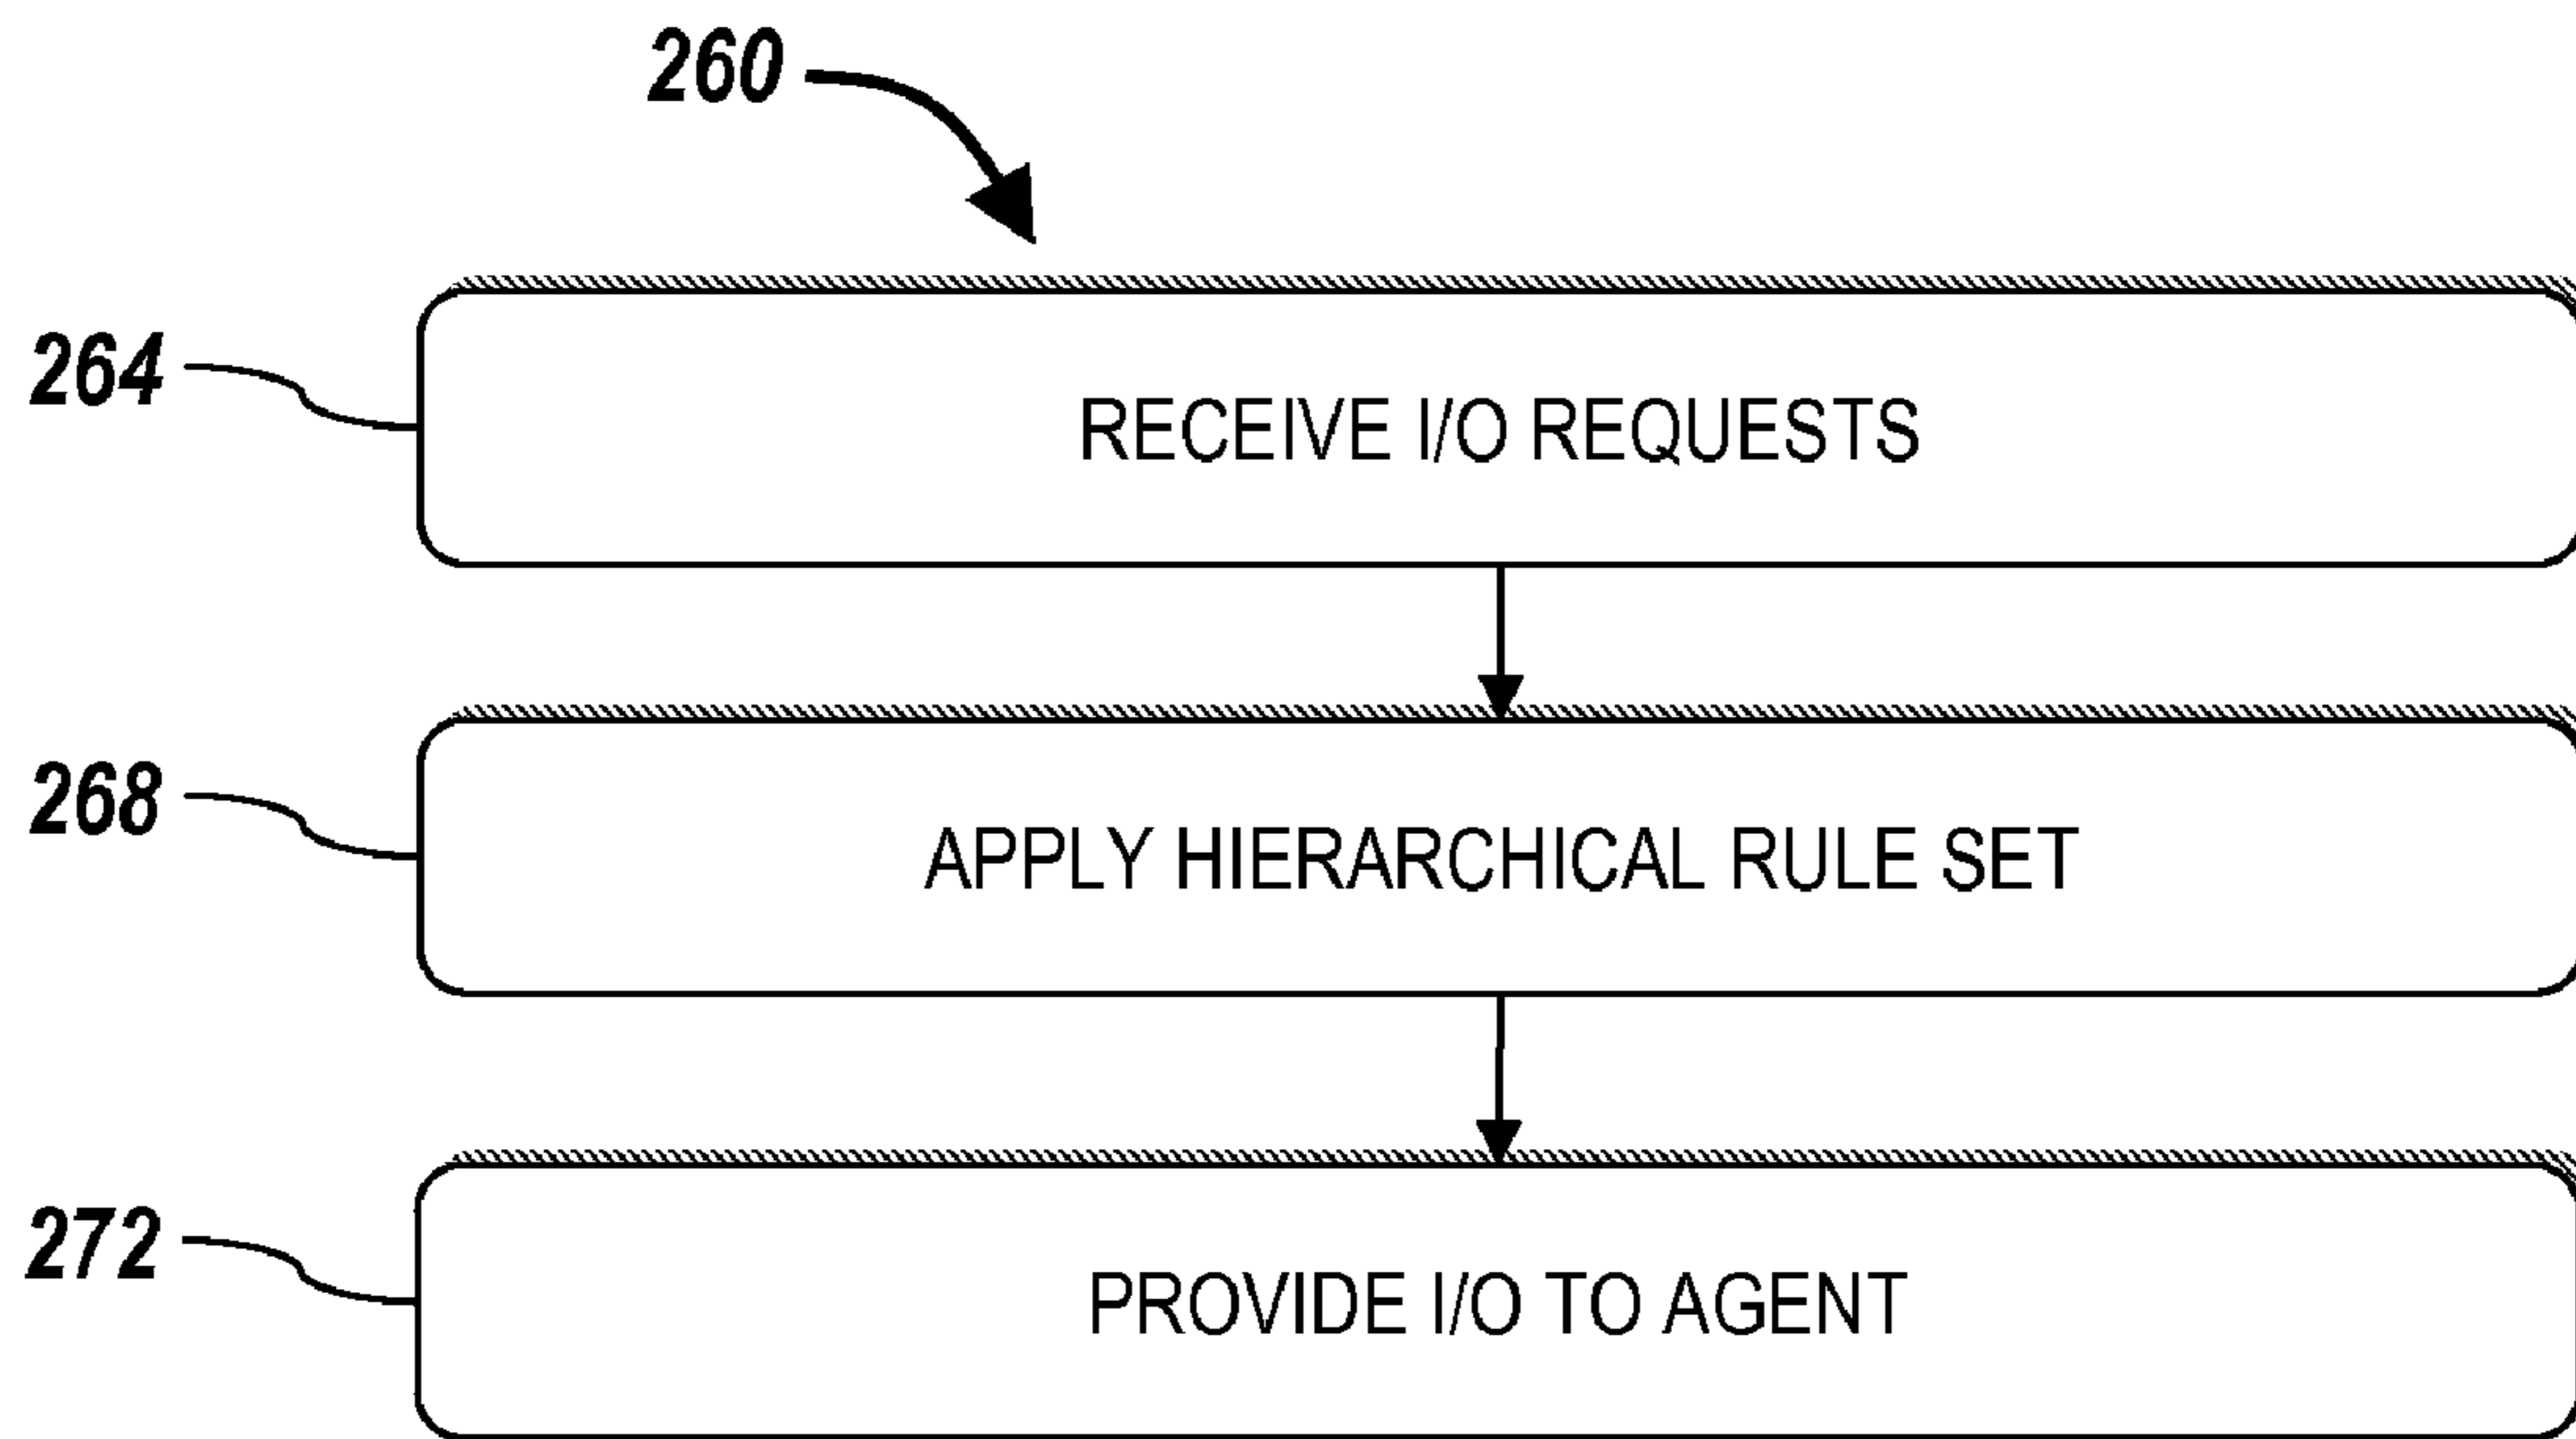 260
264
RECEIVE I/O REQUESTS
268
APPLY HIERARCHICAL RULE SET
272
PROVIDE I/O TO AGENT